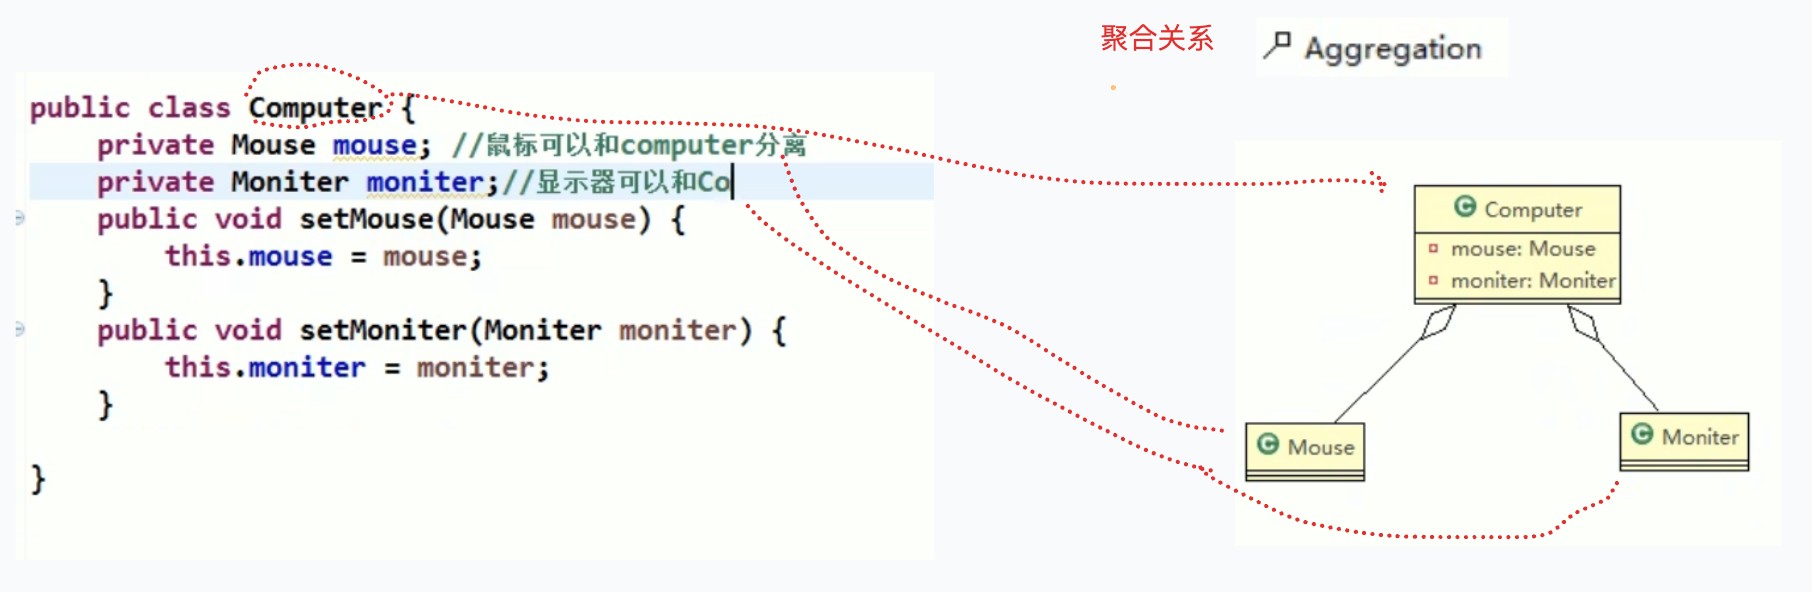 聚合关系
Aggregation
public class Computer {
private Mouse mouse; //鼠标可以和computer分离
private Moniter moniter;//显示器可以和Co
public void setMouse(Mouse mouse) {
this.mouse = mouse;
}
public void setMoniter(Moniter moniter) {
this.moniter = moniter;
}
}
C Computer
mouse: Mouse
moniter: Moniter
C Mouse
C Moniter